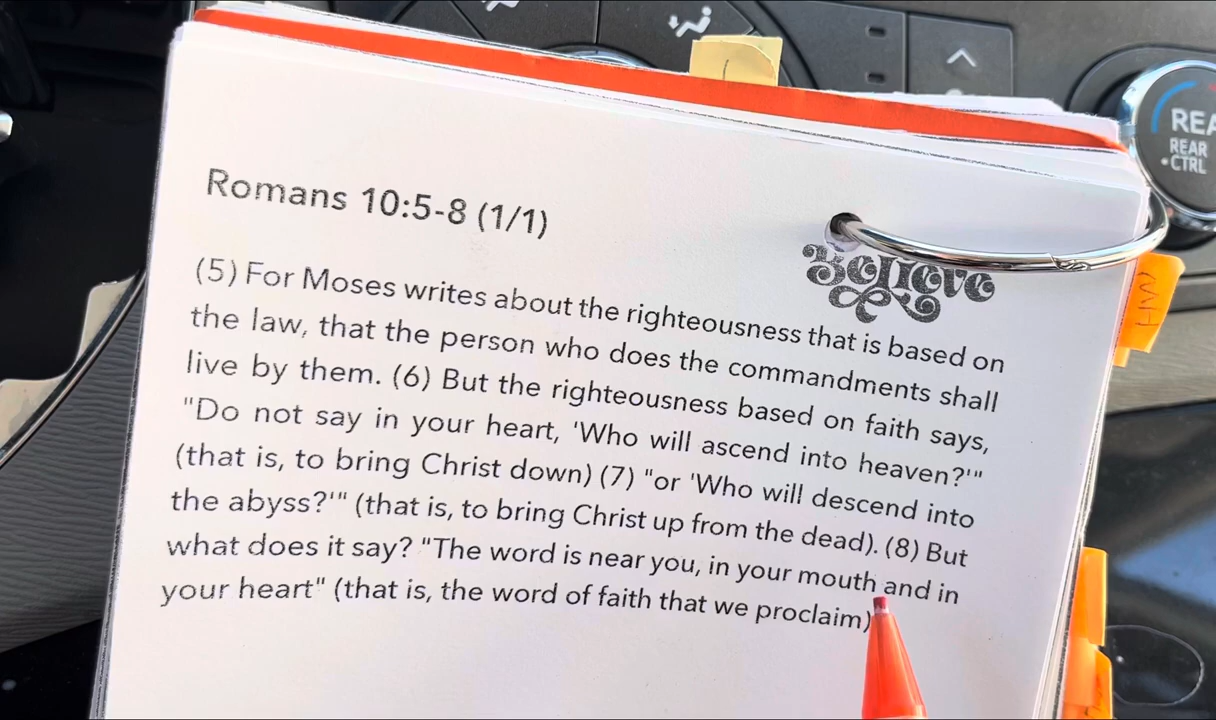 Romans 10:5-8 (1/1)
Believe
(5) For Moses writes about the righteousness that is based on
the law, that the person who does the commandments shall
live by them. (6) But the righteousness based on faith says,
"Do not say in your heart, 'Who will ascend into heaven?'"
(that is, to bring Christ down) (7) "or 'Who will descend into
the abyss?'" (that is, to bring Christ up from the dead). (8) But
what does it say? "The word is near you, in your mouth and in
your heart" (that is, the word of faith that we proclaim)
REAR
CTRL